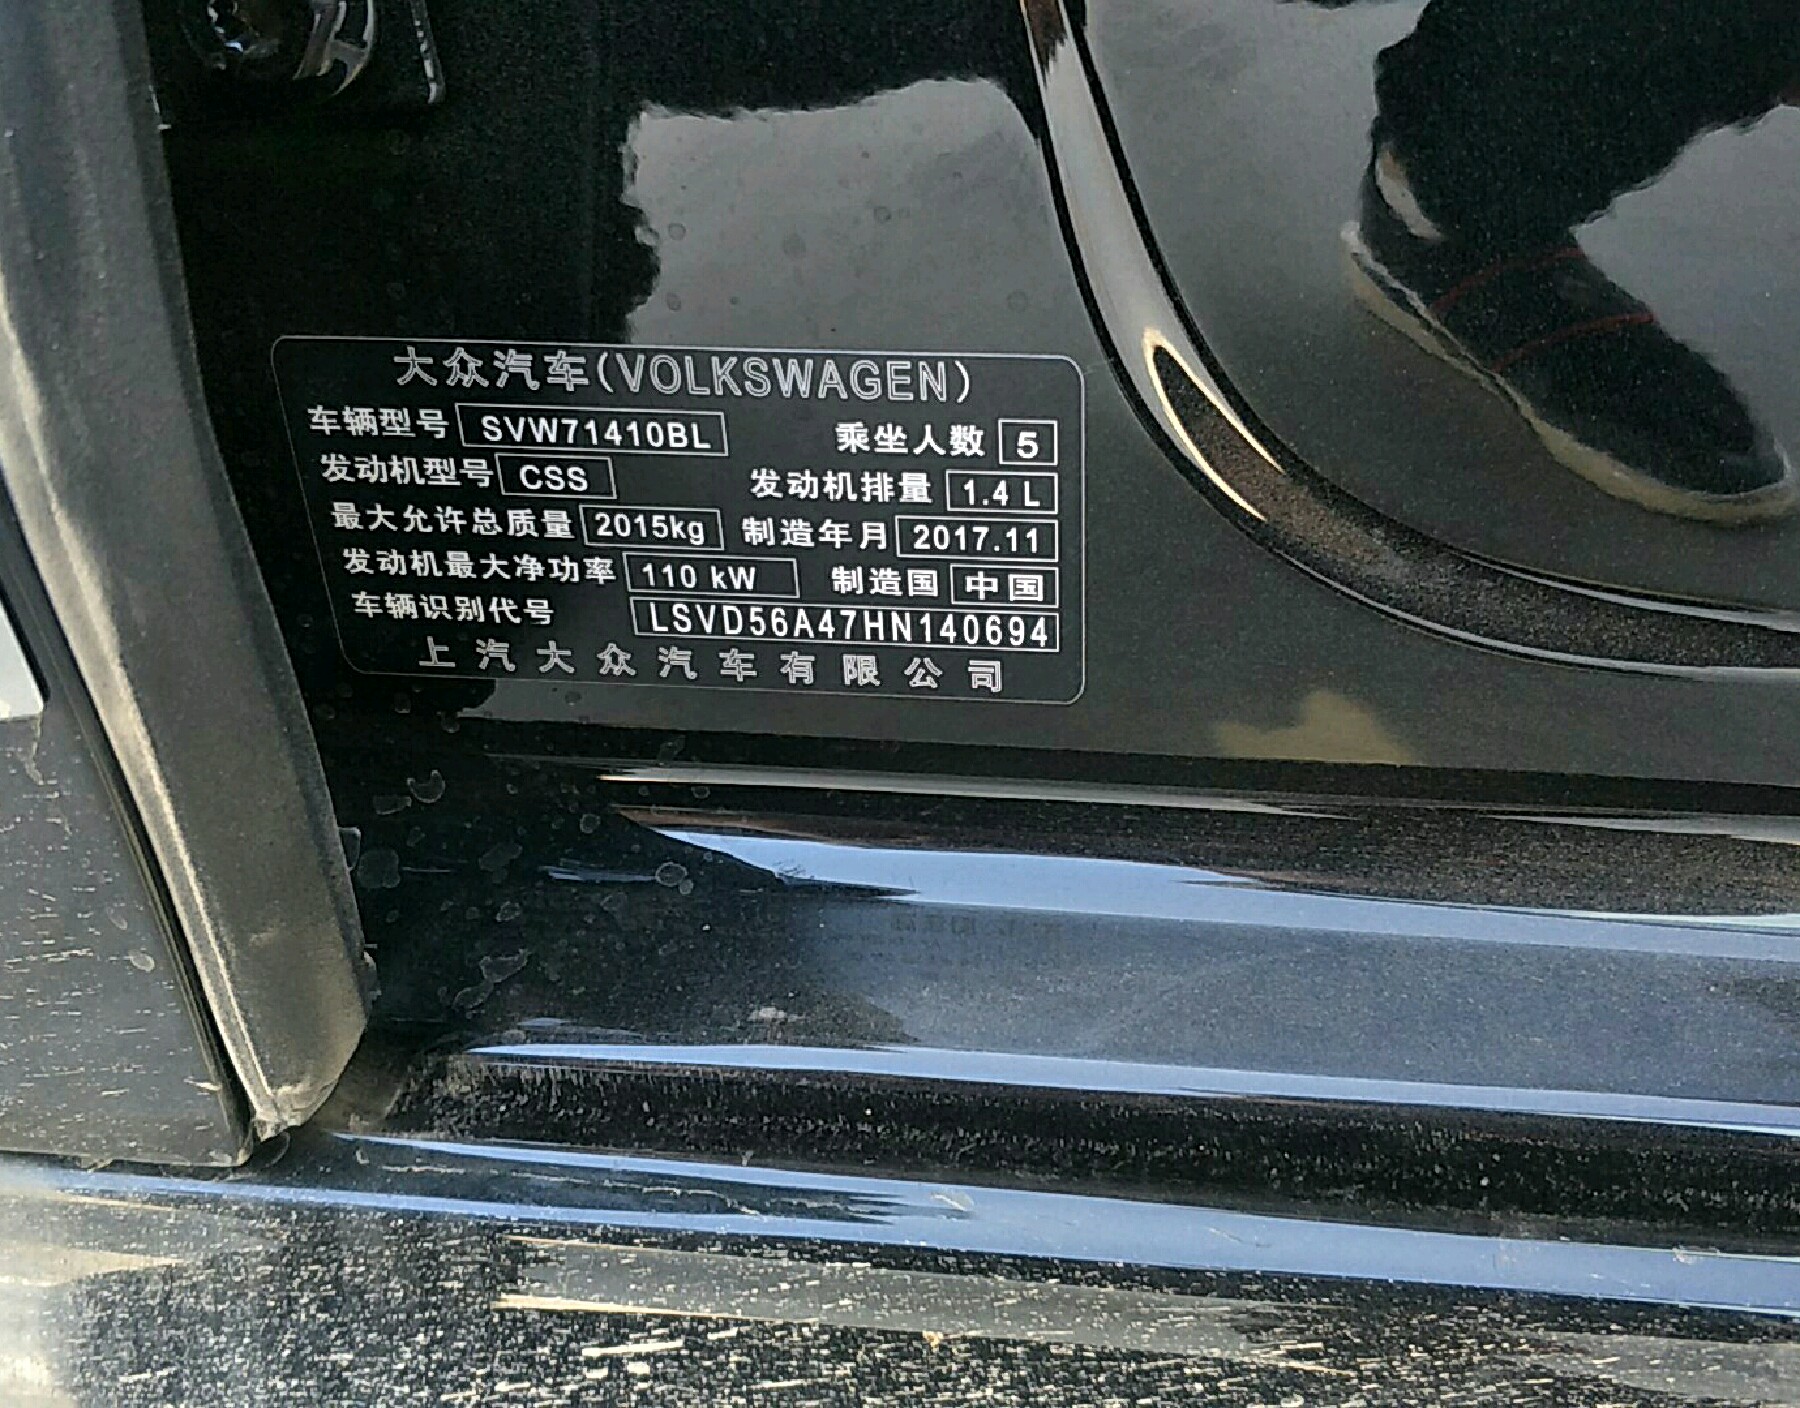 大众汽车(VOLKSWAGEN)
车辆型号 SVW71410BL 乘坐人数 5
发动机型号 CSS 发动机排量 1.4 L
最大允许总质量 2015kg 制造年月 2017.11
发动机最大净功率 110 kW 制造国 中国
车辆识别代号 LSVD56A47HN140694
上汽大众汽车有限公司